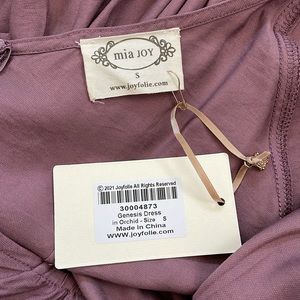 mia JOY
S
www.joyfolie.com
© 2021 Joyfolie All Rights Reserved
30004873
Genesis Dress
in Orchid - Size S
Made in China
www.joyfolie.com